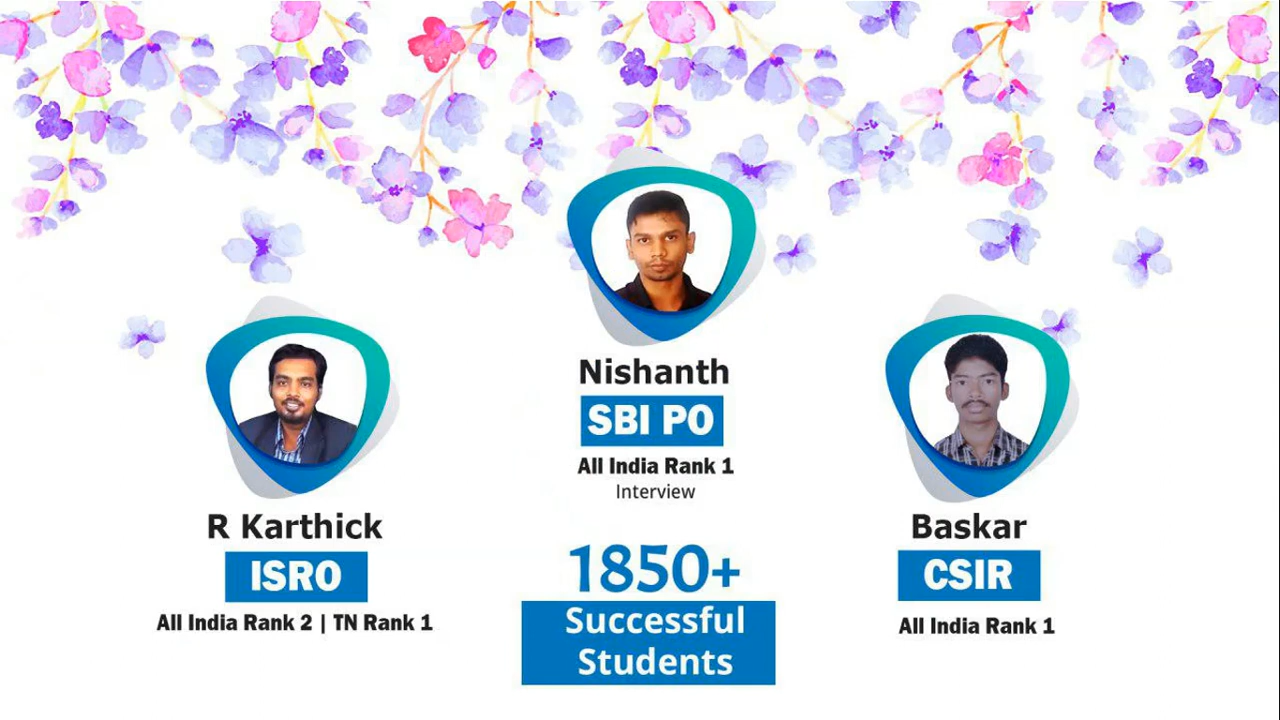 Nishanth
SBI PO
All India Rank 1
Interview
R Karthick
ISRO
All India Rank 2 | TN Rank 1
Baskar
CSIR
All India Rank 1
1850+
Successful
Students